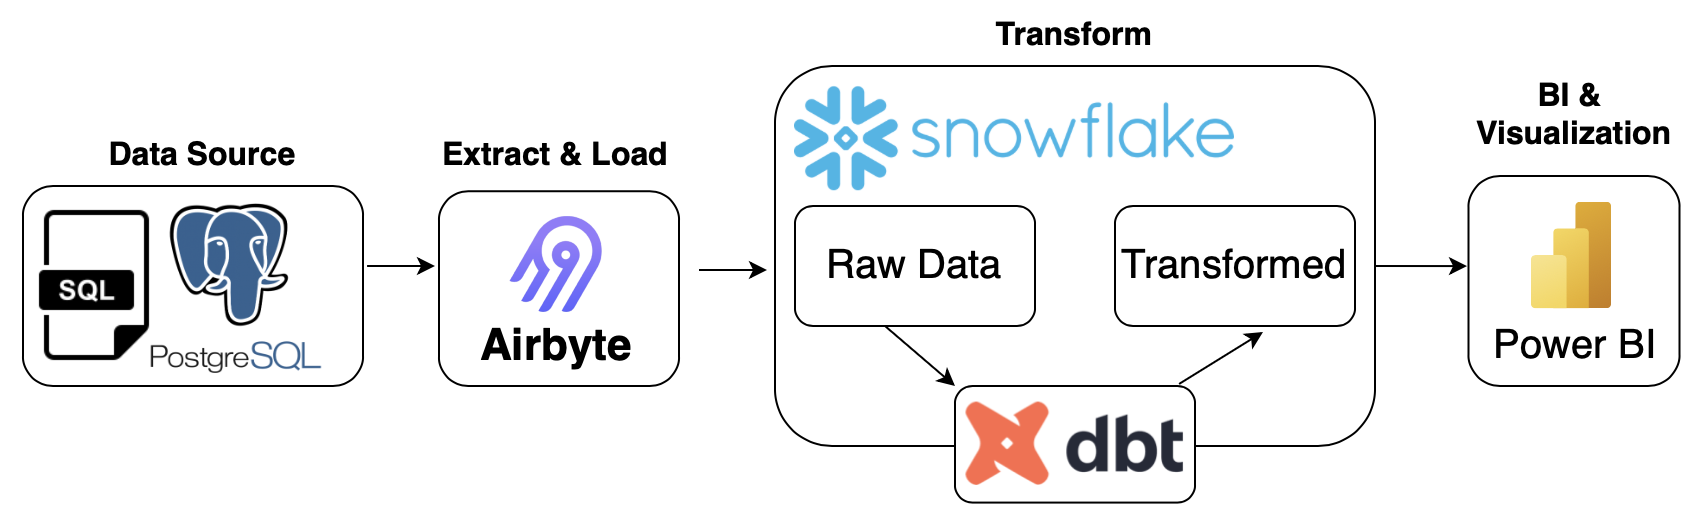 Transform
snowflake
BI &
Visualization
Data Source
Extract & Load
SQL
PostgreSQL
Airbyte
Raw Data
Transformed
dbt
Power BI